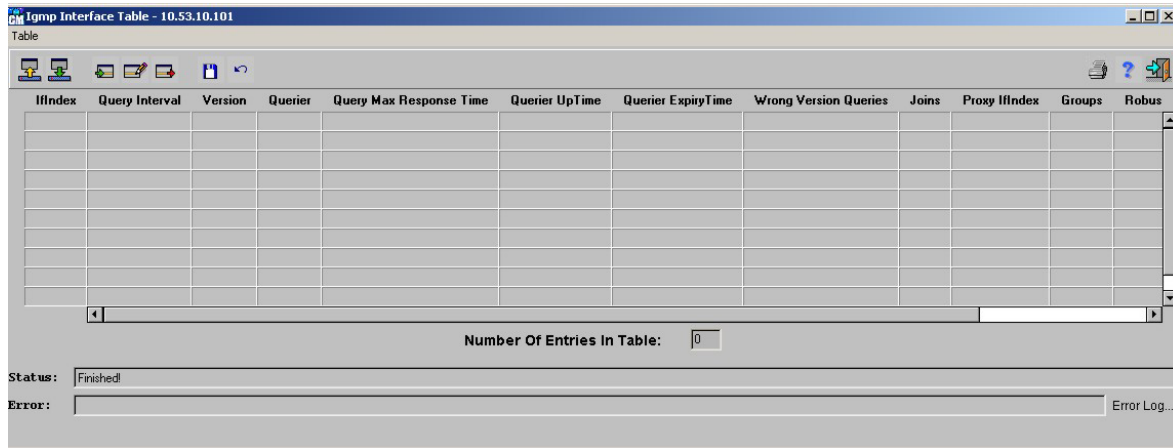 GM Igmp Interface Table - 10.53.10.101
Table
?
IfIndex Query Interval Version Querier Query Max Response Time Querier UpTime Querier ExpiryTime Wrong Version Queries Joins Proxy IfIndex Groups Robus
Number Of Entries In Table: 0
Status: Finished!
Error: Error Log...